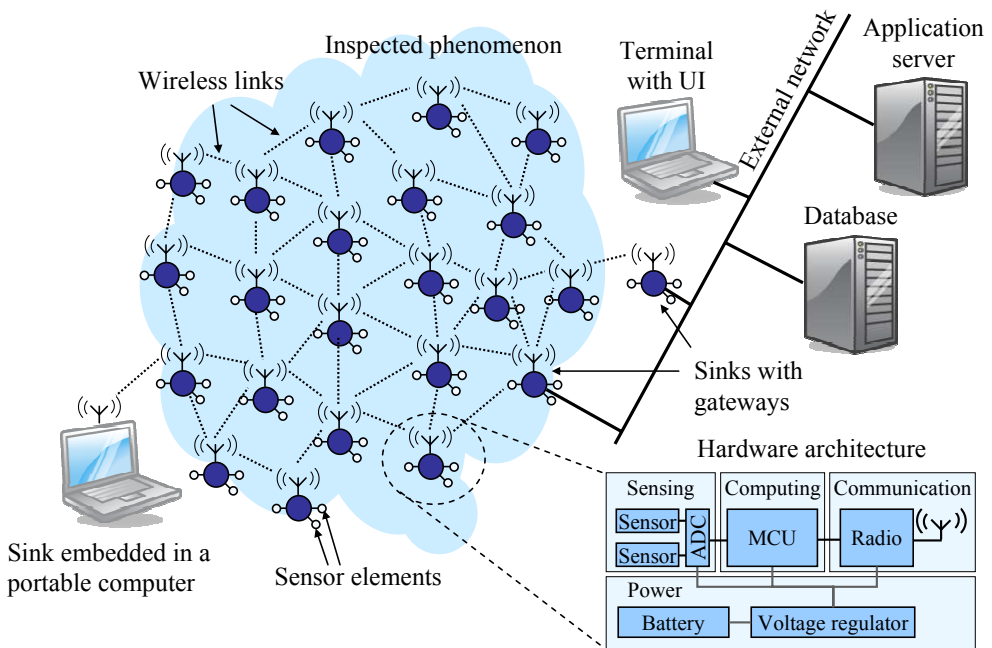 Inspected phenomenon
Wireless links
Terminal
with UI
External network
Application
server
Database
Sinks with
gateways
Sink embedded in a
portable computer
Sensor elements
Hardware architecture
Sensing
Computing
Communication
Sensor
Sensor
ADC
MCU
Radio
Power
Battery
Voltage regulator